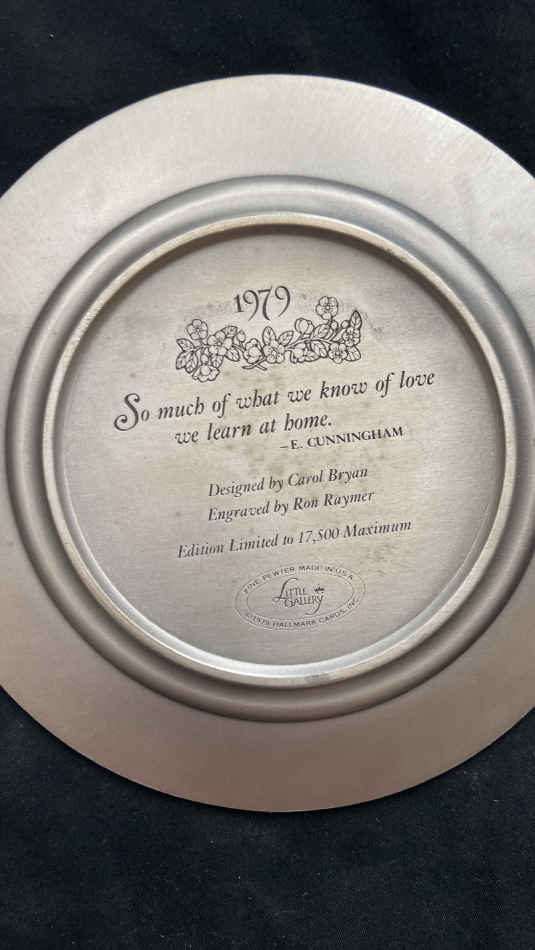 1979
So much of what we know of love
we learn at home.
–E. CUNNINGHAM
Designed by Carol Bryan
Engraved by Ron Raymer
Edition Limited to 17,500 Maximum
FINE PEWTER MADE IN U.S.A.
LITTLE
GALLERY
©1979 HALLMARK CARDS, INC.